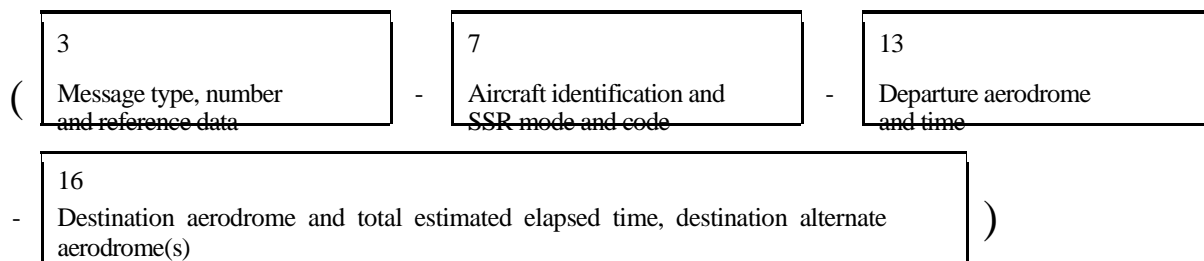 3 7 13
( Message type, number - Aircraft identification and - Departure aerodrome
and reference data SSR mode and code and time
16
- Destination aerodrome and total estimated elapsed time, destination alternate )
aerodrome(s)